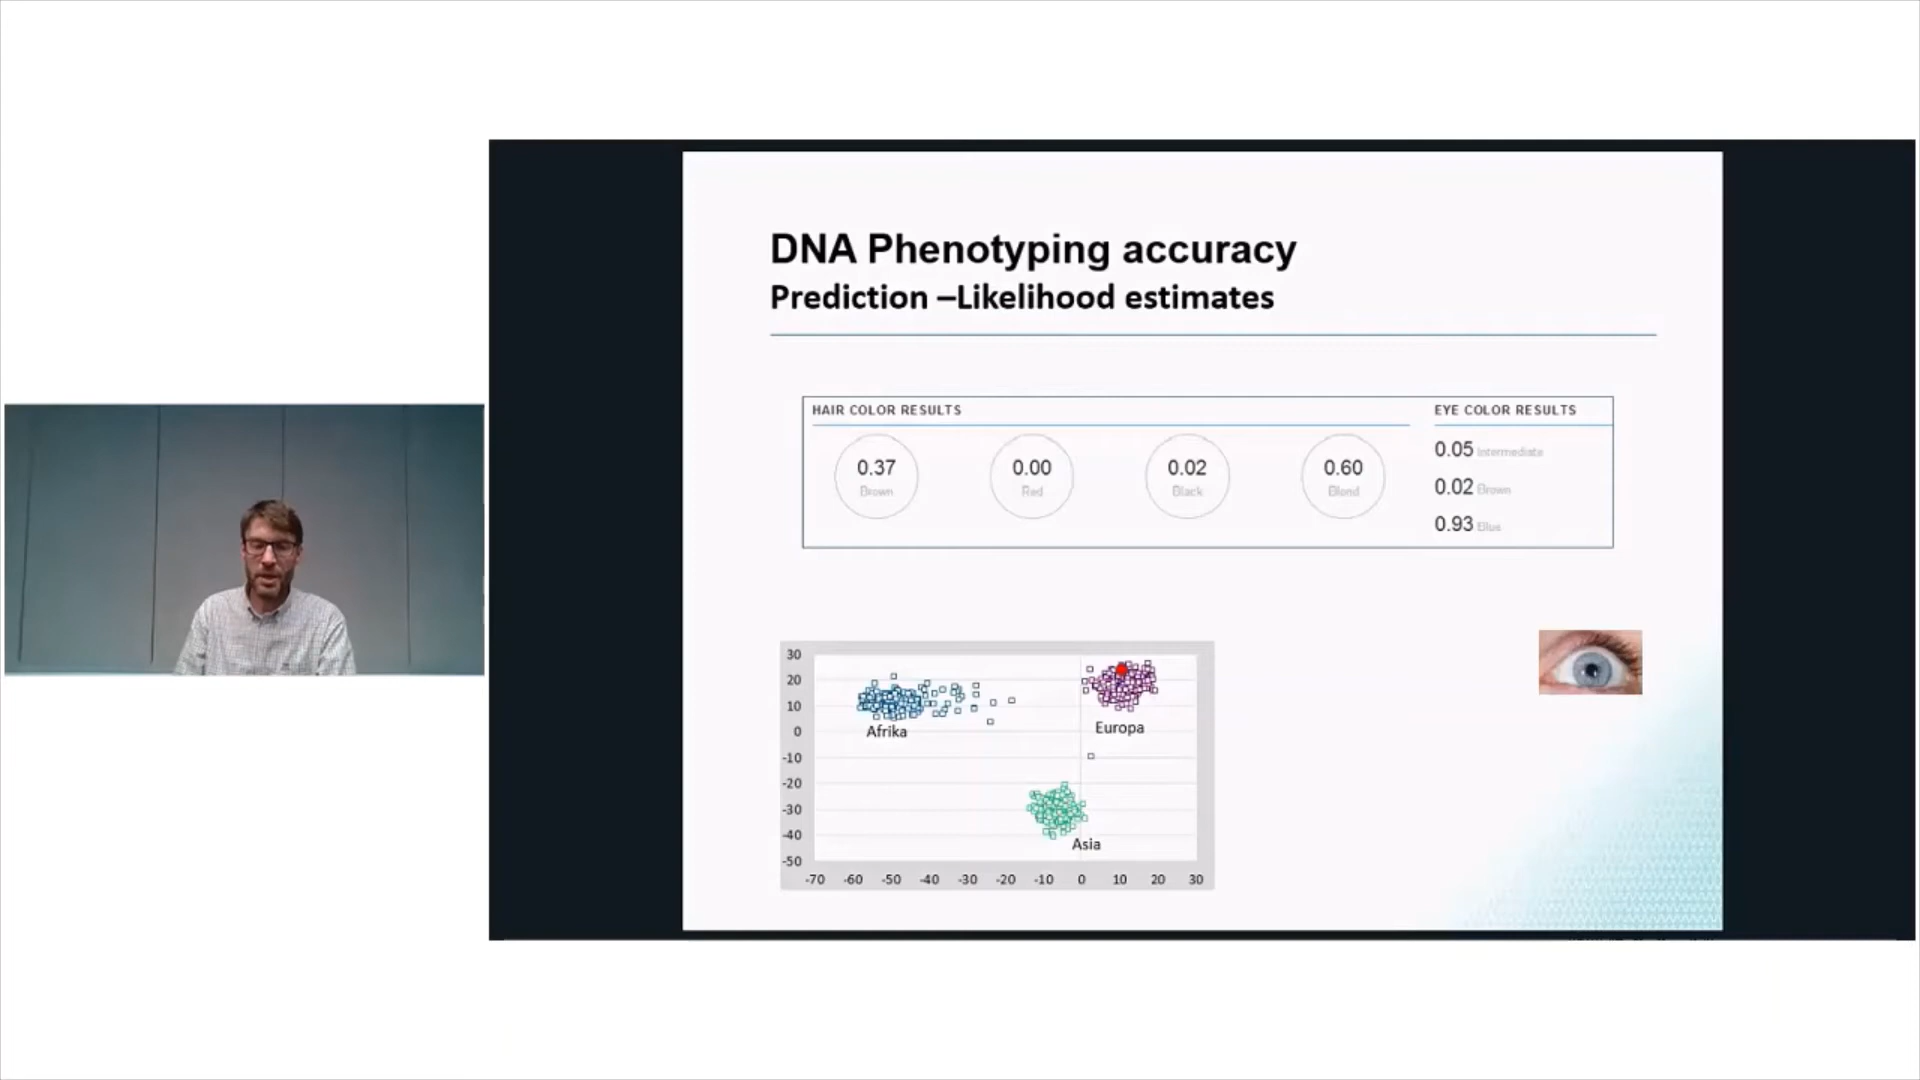 DNA Phenotyping accuracy
Prediction –Likelihood estimates
HAIR COLOR RESULTS
EYE COLOR RESULTS
0.37
Brown
0.00
Red
0.02
Black
0.60
Blond
0.05 Intermediate
0.02 Brown
0.93 Blue
30
20
10
0
-10
-20
-30
-40
-50
Afrika
Europa
Asia
-70 -60 -50 -40 -30 -20 -10 0 10 20 30